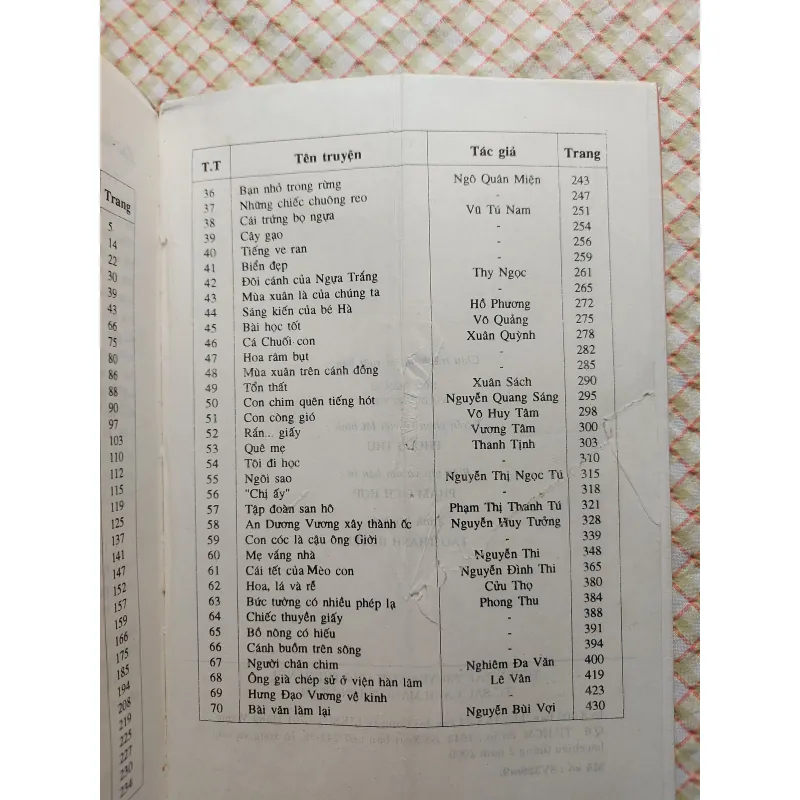 Trang
5
14
22
30
39
43
66
75
80
86
88
90
97
103
110
112
115
119
125
137
141
147
152
157
159
166
175
185
194
208
219
225
227
230
234
T.T Tên truyện Tác giả Trang
36 Bạn nhỏ trong rừng Ngô Quân Miện 243
37 Những chiếc chuông reo - 247
38 Cái trứng bọ ngựa Vũ Tú Nam 251
39 Cây gạo - 254
40 Tiếng ve ran - 256
41 Biển đẹp - 259
42 Đôi cánh của Ngựa Trắng Thy Ngọc 261
43 Mùa xuân là của chúng ta - 265
44 Sáng kiến của bé Hà Hồ Phương 272
45 Bài học tốt Võ Quảng 275
46 Cá Chuối con Xuân Quỳnh 278
47 Hoa râm bụt - 282
48 Mùa xuân trên cánh đồng - 285
49 Tổn thất Xuân Sách 290
50 Con chim quên tiếng hót Nguyễn Quang Sáng 295
51 Con còng gió Võ Huy Tâm 298
52 Rắn... giấy Vương Tâm 300
53 Quê mẹ Thanh Tịnh 303
54 Tôi đi học - 310
55 Ngôi sao Nguyễn Thị Ngọc Tú 315
56 "Chị ấy" - 318
57 Tập đoàn san hô Phạm Thị Thanh Tú 321
58 An Dương Vương xây thành ốc Nguyễn Huy Tưởng 328
59 Con cóc là cậu ông Giời - 339
60 Mẹ vắng nhà Nguyễn Thi 348
61 Cái tết của Mèo con Nguyễn Đình Thi 365
62 Hoa, lá và rễ Cửu Thọ 380
63 Bức tường có nhiều phép lạ Phong Thu 384
64 Chiếc thuyền giấy - 388
65 Bồ nông có hiếu - 391
66 Cánh buồm trên sông - 394
67 Người chăn chim Nghiêm Đa Văn 400
68 Ông già chép sử ở viện hàn lâm Lê Vân 419
69 Hưng Đạo Vương về kinh - 423
70 Bài văn làm lại Nguyễn Bùi Vợi 430